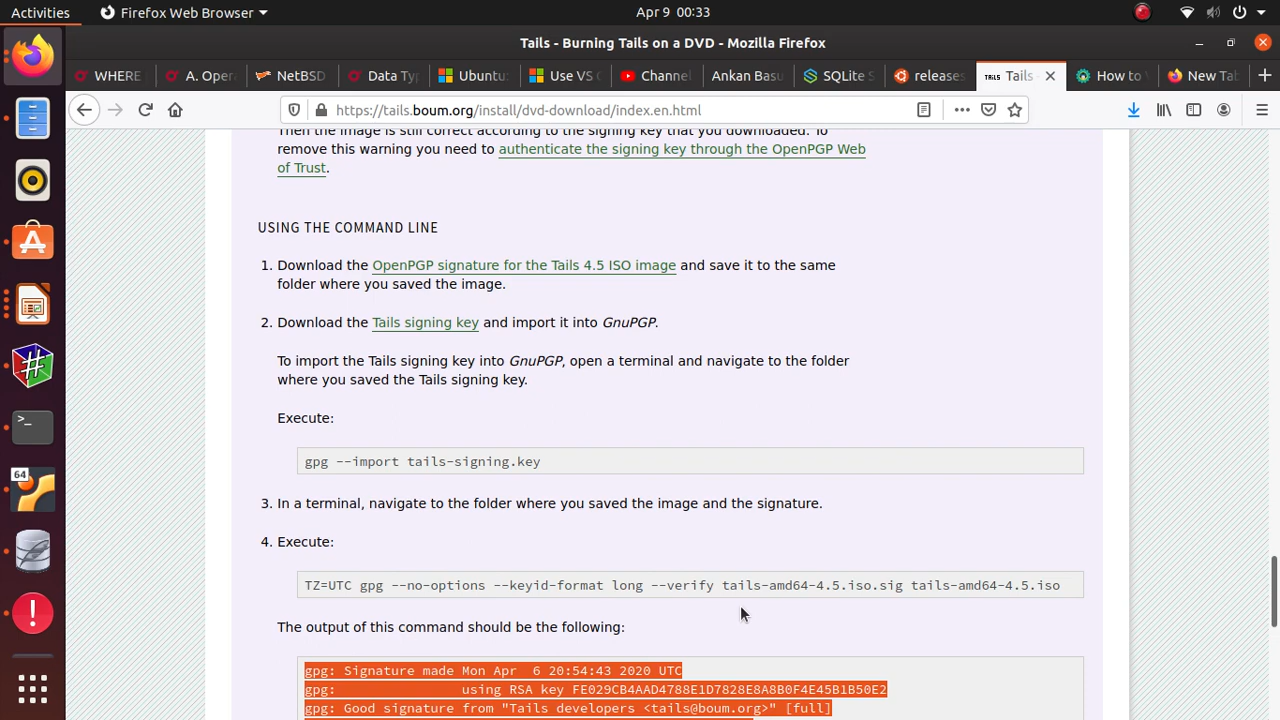 Activities
Firefox Web Browser
Apr 9 00:33
Tails - Burning Tails on a DVD - Mozilla Firefox
WHERE
A. Oper
NetBSD
Data Ty
Ubuntu
Use VS C
Channel
Ankan Basu
SQLite S
releases
TAILS
Tails -
How to
New Tab
https://tails.boum.org/install/dvd-download/index.en.html
Then the image is still correct according to the signing key that you downloaded. To
remove this warning you need to authenticate the signing key through the OpenPGP Web
of Trust.
USING THE COMMAND LINE
1. Download the OpenPGP signature for the Tails 4.5 ISO image and save it to the same
folder where you saved the image.
2. Download the Tails signing key and import it into GnuPGP.
To import the Tails signing key into GnuPGP, open a terminal and navigate to the folder
where you saved the Tails signing key.
Execute:
gpg --import tails-signing.key
3. In a terminal, navigate to the folder where you saved the image and the signature.
4. Execute:
64
TZ=UTC gpg --no-options --keyid-format long --verify tails-amd64-4.5.iso.sig tails-amd64-4.5.iso
The output of this command should be the following:
gpg: Signature made Mon Apr  6 20:54:43 2020 UTC
gpg:                using RSA key FE029CB4AAD4788E1D7828E8A8B0F4E45B1B50E2
gpg: Good signature from "Tails developers <tails@boum.org>" [full]